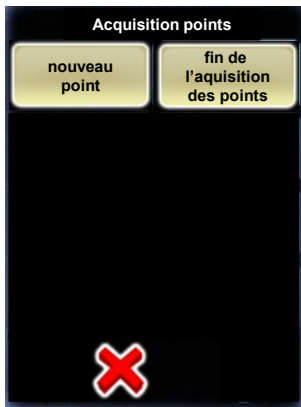 Acquisition points
nouveau
point
fin de
l'aquisition
des points